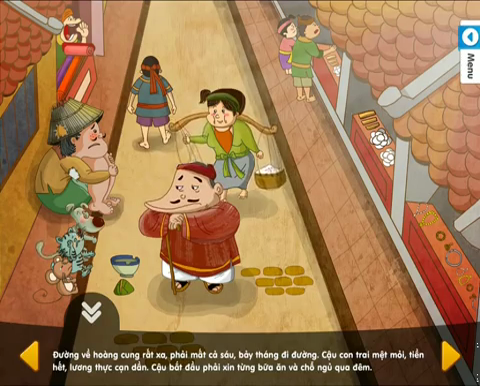 Menu
Đường về hoàng cung rất xa, phải mất cả sáu, bảy tháng đi đường. Cậu con trai mệt mỏi, tiền
hết, lương thực cạn dần. Cậu bắt đầu phải xin từng bữa ăn và chỗ ngủ qua đêm.